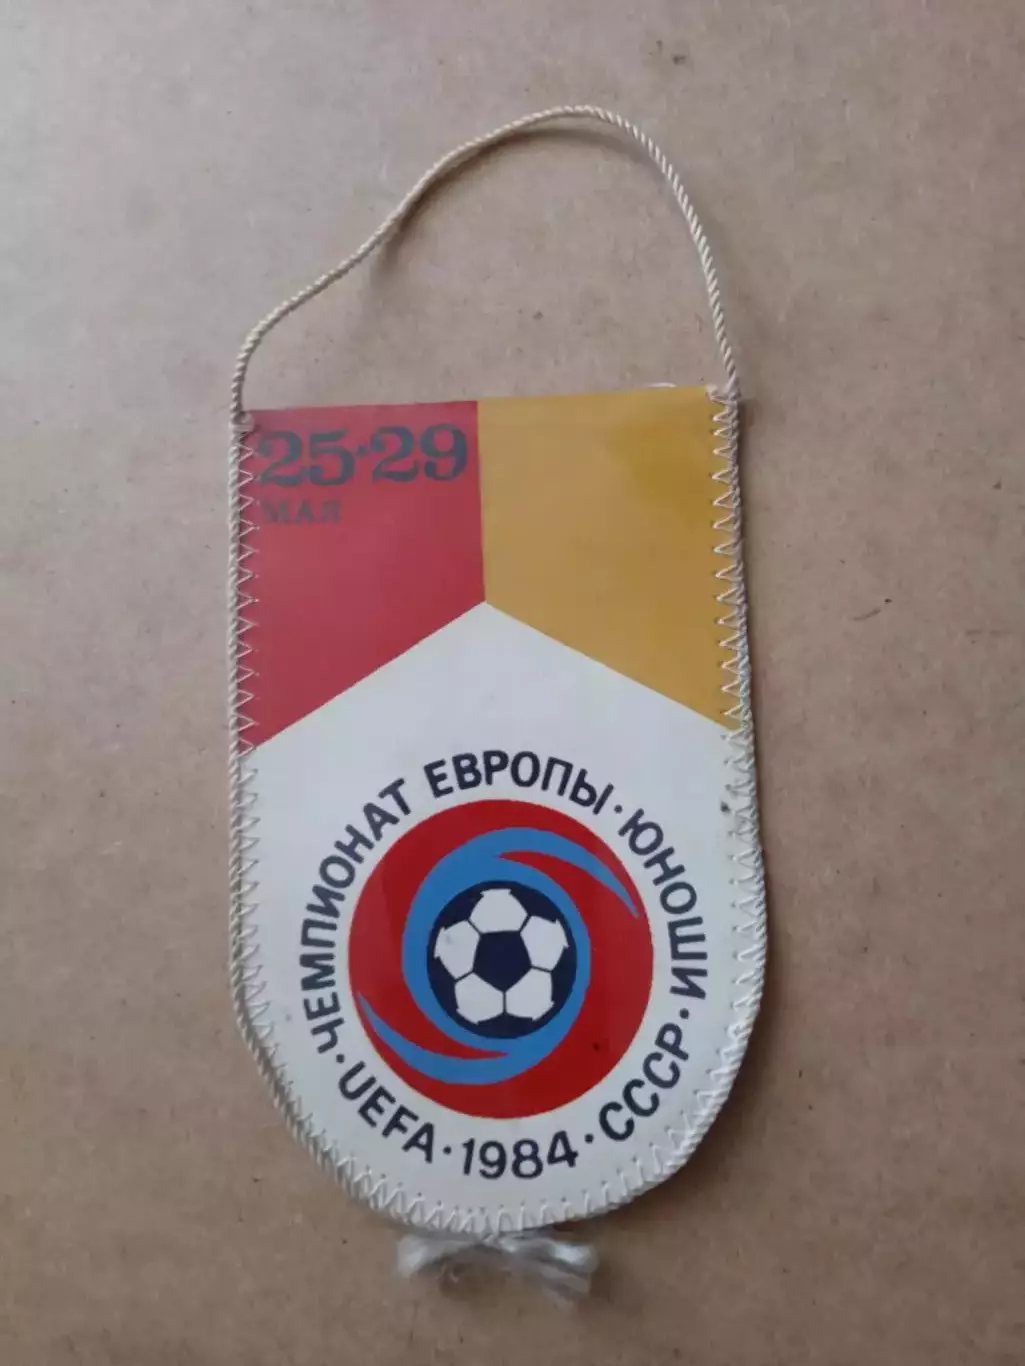 25·29
МАЯ
ЧЕМПИОНАТ ЕВРОПЫ · ЮНОШИ · СССР · 1984 · UEFA ·